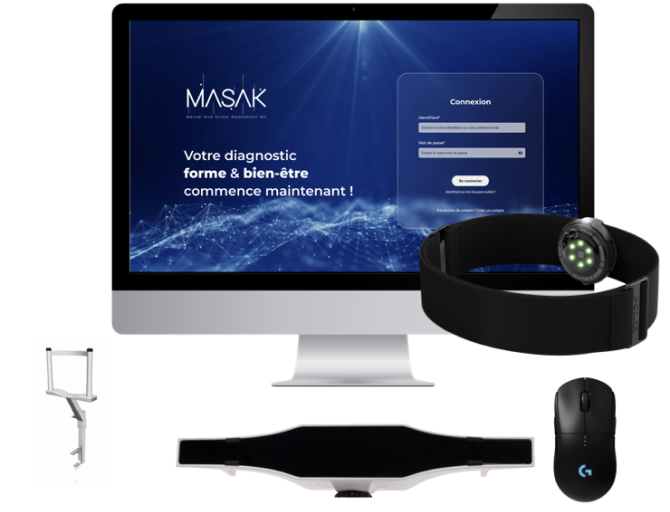 MASAK
Mental And Stress Assessment Kit
Votre diagnostic
forme & bien-être
commence maintenant !
Connexion
Identifiant*
Entrez ici votre identifiant ou votre adresse email
Mot de passe*
Entrez ici votre mot de passe
Se connecter
Identifiant ou mot de passe oublié ?
Pas encore de compte ? Créer un compte
G